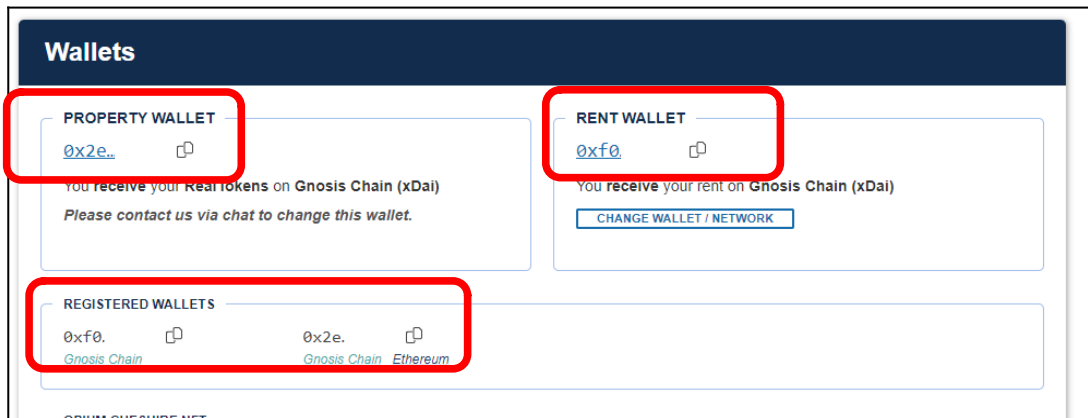 Wallets
PROPERTY WALLET
0x2e..
You receive your RealTokens on Gnosis Chain (xDai)
Please contact us via chat to change this wallet.
RENT WALLET
0xf0.
You receive your rent on Gnosis Chain (xDai)
CHANGE WALLET / NETWORK
REGISTERED WALLETS
0xf0.
Gnosis Chain
0x2e.
Gnosis Chain Ethereum